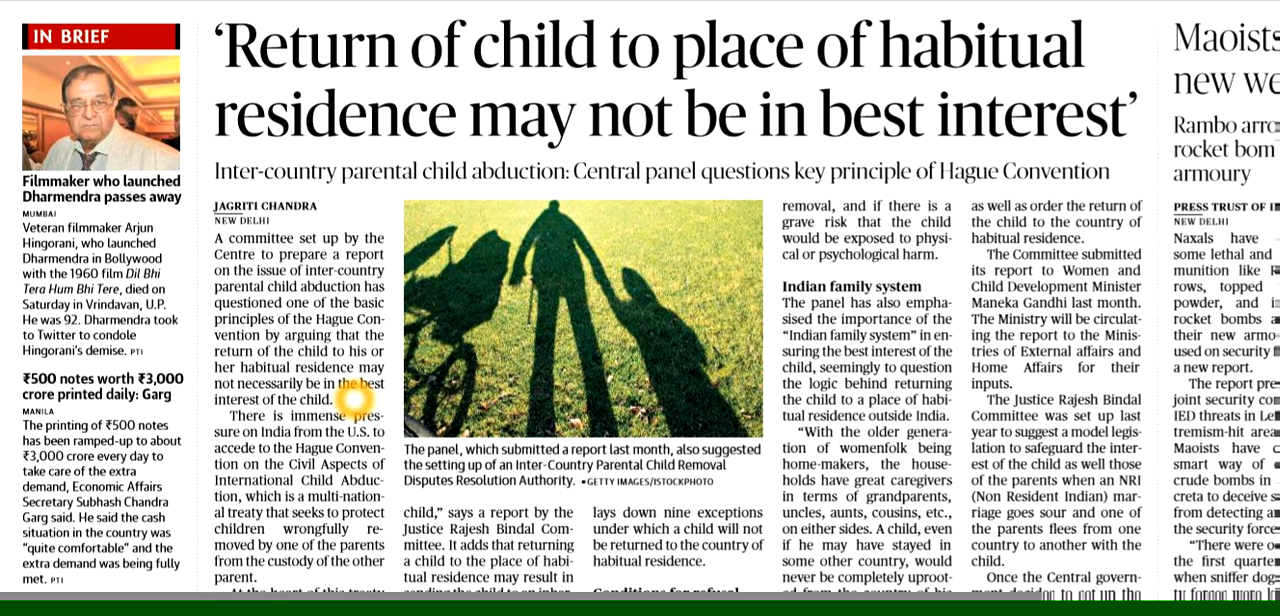 IN BRIEF
Filmmaker who launched
Dharmendra passes away
MUMBAI
Veteran filmmaker Arjun
Hingorani, who launched
Dharmendra in Bollywood
with the 1960 film Dil Bhi
Tera Hum Bhi Tere, died on
Saturday in Vrindavan, U.P.
He was 92. Dharmendra took
to Twitter to condole
Hingorani's demise. PTI
₹500 notes worth ₹3,000
crore printed daily: Garg
MANILA
The printing of ₹500 notes
has been ramped-up to about
₹3,000 crore every day to
take care of the extra
demand, Economic Affairs
Secretary Subhash Chandra
Garg said. He said the cash
situation in the country was
“quite comfortable” and the
extra demand was being fully
met. PTI
‘Return of child to place of habitual
residence may not be in best interest’
Inter-country parental child abduction: Central panel questions key principle of Hague Convention
JAGRITI CHANDRA
NEW DELHI
A committee set up by the
Centre to prepare a report
on the issue of inter-country
parental child abduction has
questioned one of the basic
principles of the Hague Con-
vention by arguing that the
return of the child to his or
her habitual residence may
not necessarily be in the best
interest of the child.
There is immense pres-
sure on India from the U.S. to
accede to the Hague Conven-
tion on the Civil Aspects of
International Child Abduc-
tion, which is a multi-nation-
al treaty that seeks to protect
children wrongfully re-
moved by one of the parents
from the custody of the other
parent.
The panel, which submitted a report last month, also suggested
the setting up of an Inter-Country Parental Child Removal
Disputes Resolution Authority. ▪GETTY IMAGES/ISTOCKPHOTO
child,” says a report by the
Justice Rajesh Bindal Com-
mittee. It adds that returning
a child to the place of habi-
tual residence may result in
lays down nine exceptions
under which a child will not
be returned to the country of
habitual residence.
removal, and if there is a
grave risk that the child
would be exposed to physi-
cal or psychological harm.
Indian family system
The panel has also empha-
sised the importance of the
“Indian family system” in en-
suring the best interest of the
child, seemingly to question
the logic behind returning
the child to a place of habi-
tual residence outside India.
“With the older genera-
tion of womenfolk being
home-makers, the house-
holds have great caregivers
in terms of grandparents,
uncles, aunts, cousins, etc.,
on either sides. A child, even
if he may have stayed in
some other country, would
never be completely uproot-
as well as order the return of
the child to the country of
habitual residence.
The Committee submitted
its report to Women and
Child Development Minister
Maneka Gandhi last month.
The Ministry will be circulat-
ing the report to the Minis-
tries of External affairs and
Home Affairs for their
inputs.
The Justice Rajesh Bindal
Committee was set up last
year to suggest a model legis-
lation to safeguard the inter-
est of the child as well those
of the parents when an NRI
(Non Resident Indian) mar-
riage goes sour and one of
the parents flees from one
country to another with the
child.
Once the Central govern-
Maoists
new we
Rambo arro
rocket bom
armoury
PRESS TRUST OF I
NEW DELHI
Naxals have
some lethal and
munition like
rows, topped
powder, and
rocket bombs
their new armo
used on security
a new report.
The report pre
joint security com
IED threats in Le
tremism-hit area
Maoists have
smart way of
crude bombs in
creta to deceive
from detecting
the security force
“There were
the first quarte
when sniffer dog